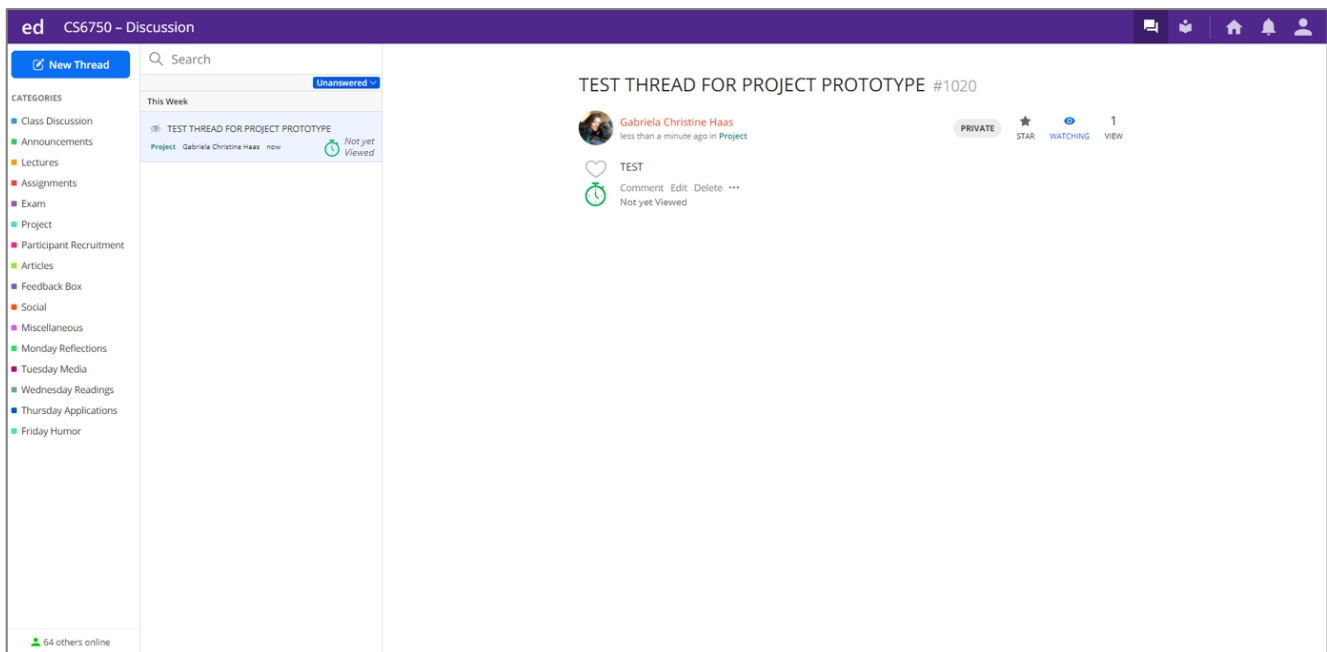 ed CS6750 – Discussion
New Thread
CATEGORIES
Class Discussion
Announcements
Lectures
Assignments
Exam
Project
Participant Recruitment
Articles
Feedback Box
Social
Miscellaneous
Monday Reflections
Tuesday Media
Wednesday Readings
Thursday Applications
Friday Humor
64 others online
Search
Unanswered
This Week
TEST THREAD FOR PROJECT PROTOTYPE
Project Gabriela Christine Haas now
Not yet
Viewed
TEST THREAD FOR PROJECT PROTOTYPE #1020
Gabriela Christine Haas
less than a minute ago in Project
PRIVATE
STAR
WATCHING
1
VIEW
TEST
Comment Edit Delete ···
Not yet Viewed